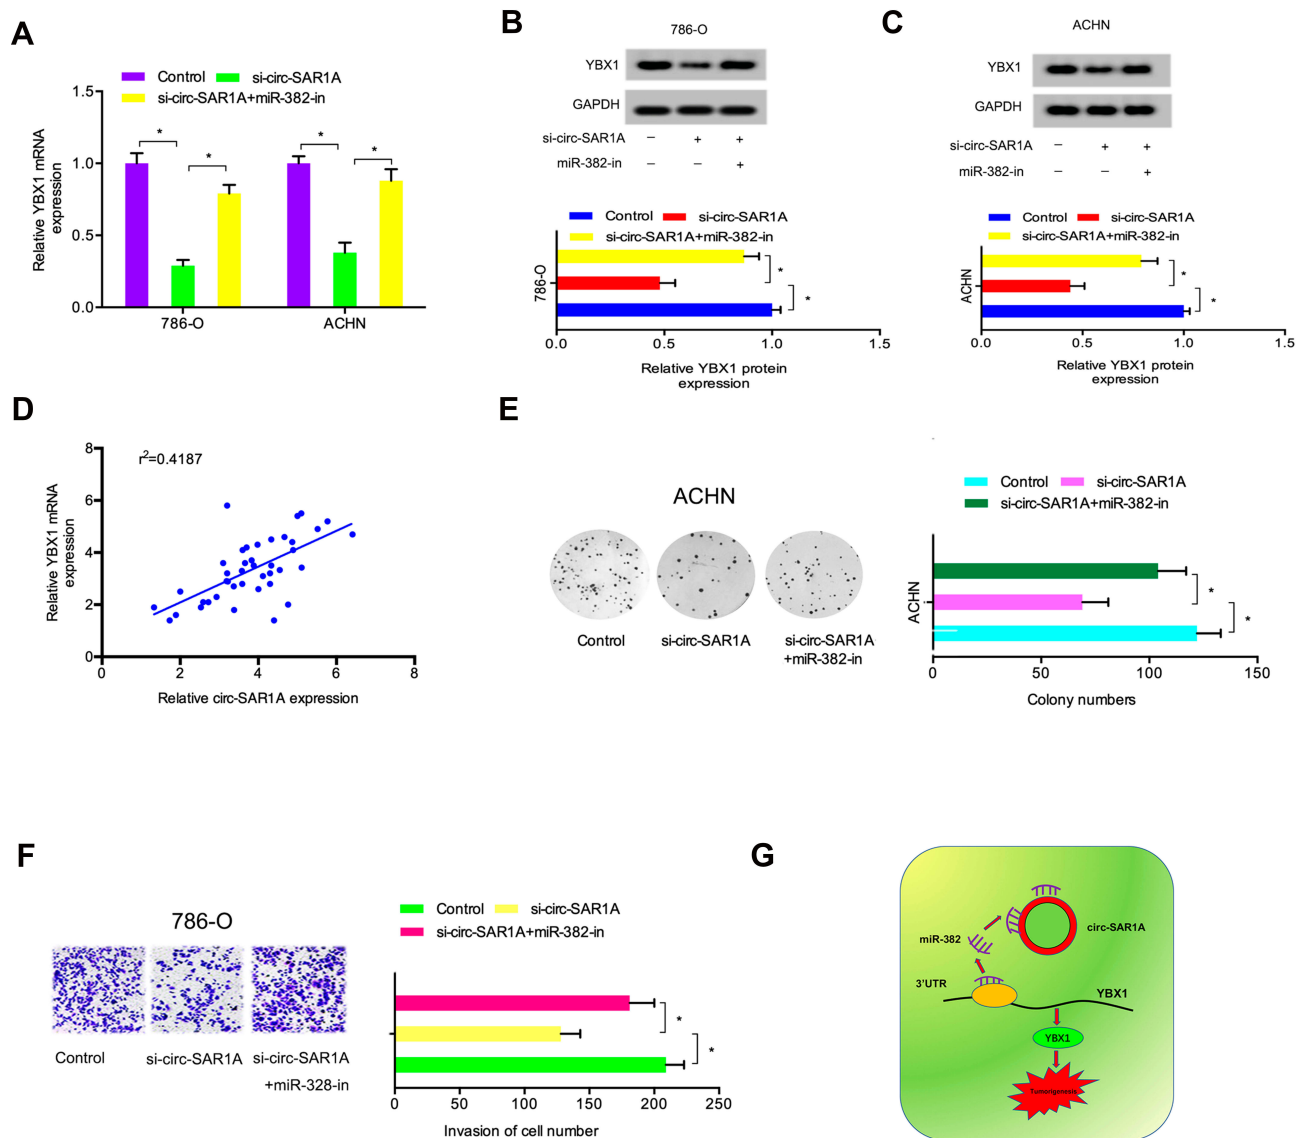 A
Control
si-circ-SAR1A
si-circ-SAR1A+miR-382-in
Relative YBX1 mRNA
expression
1.5
1.0
0.5
0.0
*
*
*
*
786-O
ACHN
B
786-O
YBX1
GAPDH
si-circ-SAR1A − + +
miR-382-in − − +
Control
si-circ-SAR1A
si-circ-SAR1A+miR-382-in
786-O
*
*
0.0 0.5 1.0 1.5
Relative YBX1 protein
expression
C
ACHN
YBX1
GAPDH
si-circ-SAR1A − + +
miR-382-in − − +
Control
si-circ-SAR1A
si-circ-SAR1A+miR-382-in
ACHN
*
*
0.0 0.5 1.0 1.5
Relative YBX1 protein
expression
D
r2=0.4187
Relative YBX1 mRNA
expression
8
6
4
2
0
0 2 4 6 8
Relative circ-SAR1A expression
E
ACHN
Control
si-circ-SAR1A
si-circ-SAR1A
+miR-382-in
Control
si-circ-SAR1A
si-circ-SAR1A+miR-382-in
ACHN
*
*
0 50 100 150
Colony numbers
F
786-O
Control
si-circ-SAR1A
si-circ-SAR1A
+miR-328-in
Control
si-circ-SAR1A
si-circ-SAR1A+miR-382-in
*
*
0 50 100 150 200 250
Invasion of cell number
G
miR-382
circ-SAR1A
3'UTR
YBX1
YBX1
Tumorigenesis